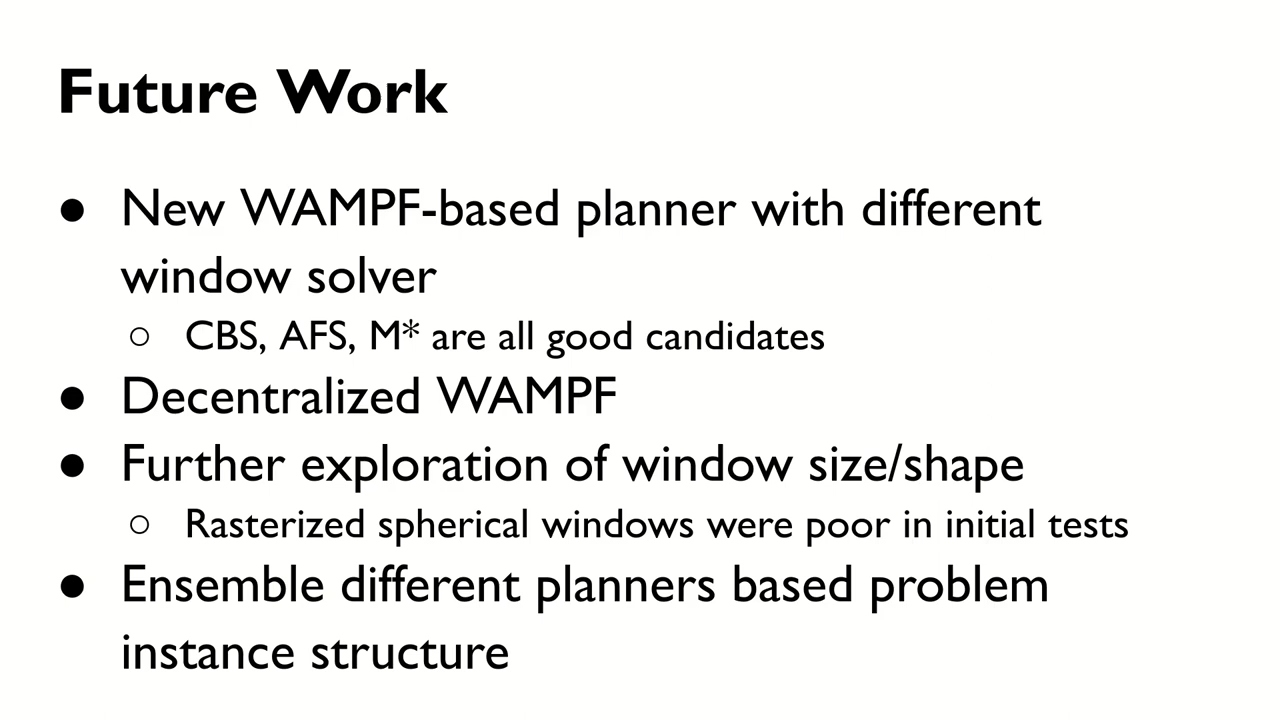 Future Work
● New WAMPF-based planner with different
window solver
○ CBS, AFS, M* are all good candidates
● Decentralized WAMPF
● Further exploration of window size/shape
○ Rasterized spherical windows were poor in initial tests
● Ensemble different planners based problem
instance structure